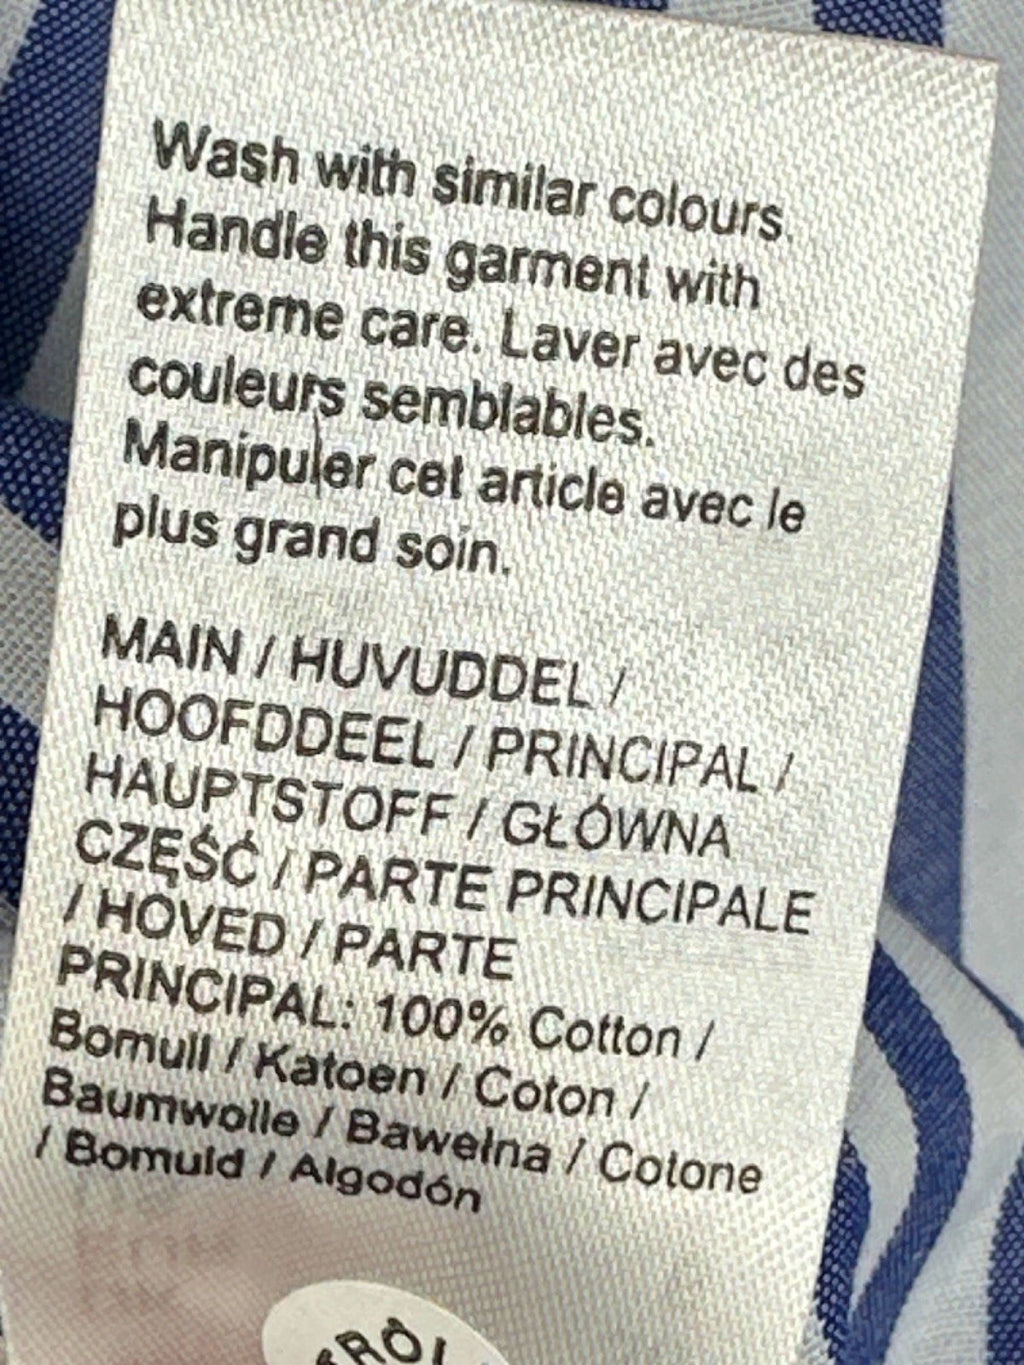 Wash with similar colours.
Handle this garment with
extreme care. Laver avec des
couleurs semblables.
Manipuler cet article avec le
plus grand soin.
MAIN / HUVUDDEL /
HOOFDDEEL / PRINCIPAL /
HAUPTSTOFF / GŁÓWNA
CZĘŚĆ / PARTE PRINCIPALE
/ HOVED / PARTE
PRINCIPAL: 100% Cotton /
Bomull / Katoen / Coton /
Baumwolle / Bawełna / Cotone
/ Bomuld / Algodón